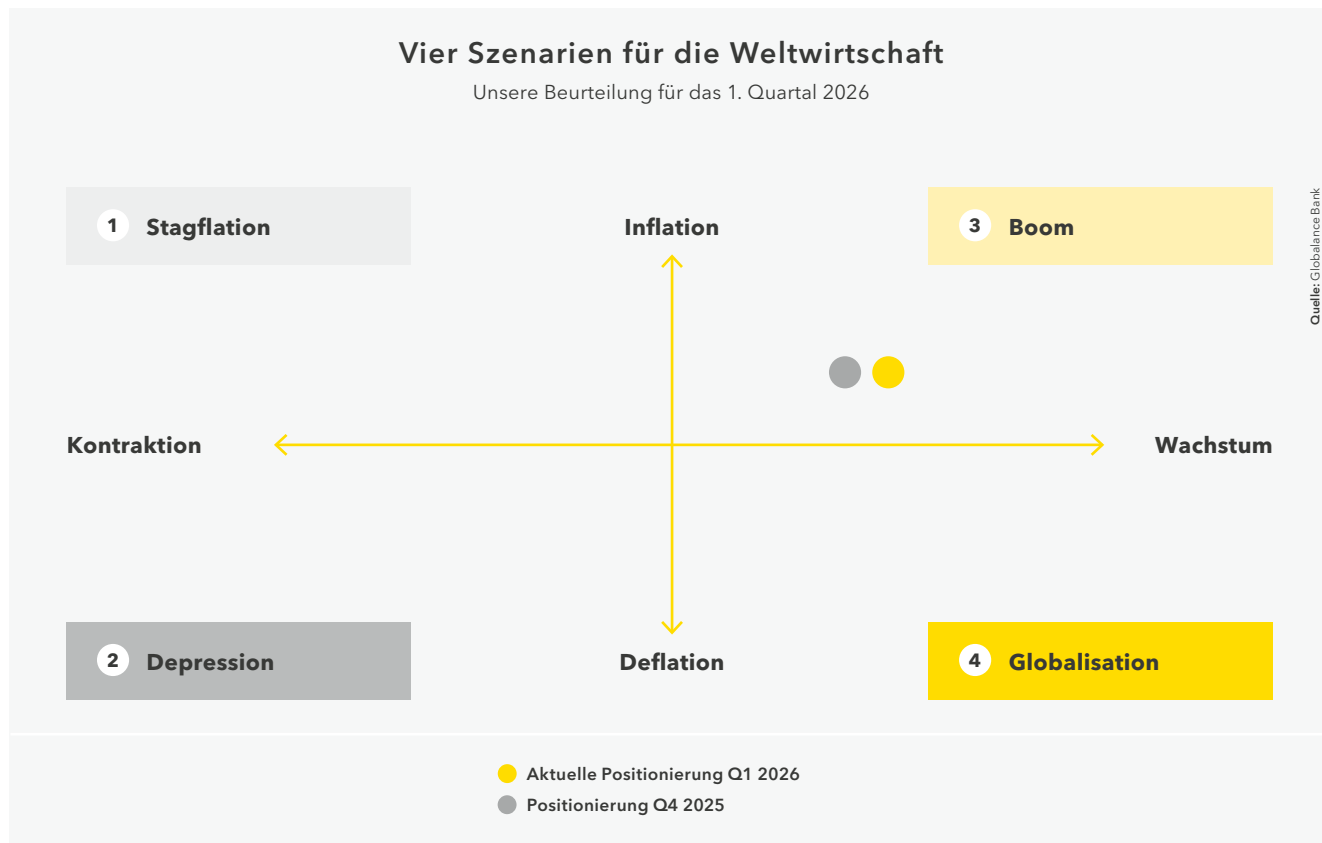 Vier Szenarien für die Weltwirtschaft
Unsere Beurteilung für das 1. Quartal 2026
1 Stagflation
Inflation
3 Boom
Quelle: Globalance Bank
Kontraktion
Wachstum
2 Depression
Deflation
4 Globalisation
Aktuelle Positionierung Q1 2026
Positionierung Q4 2025